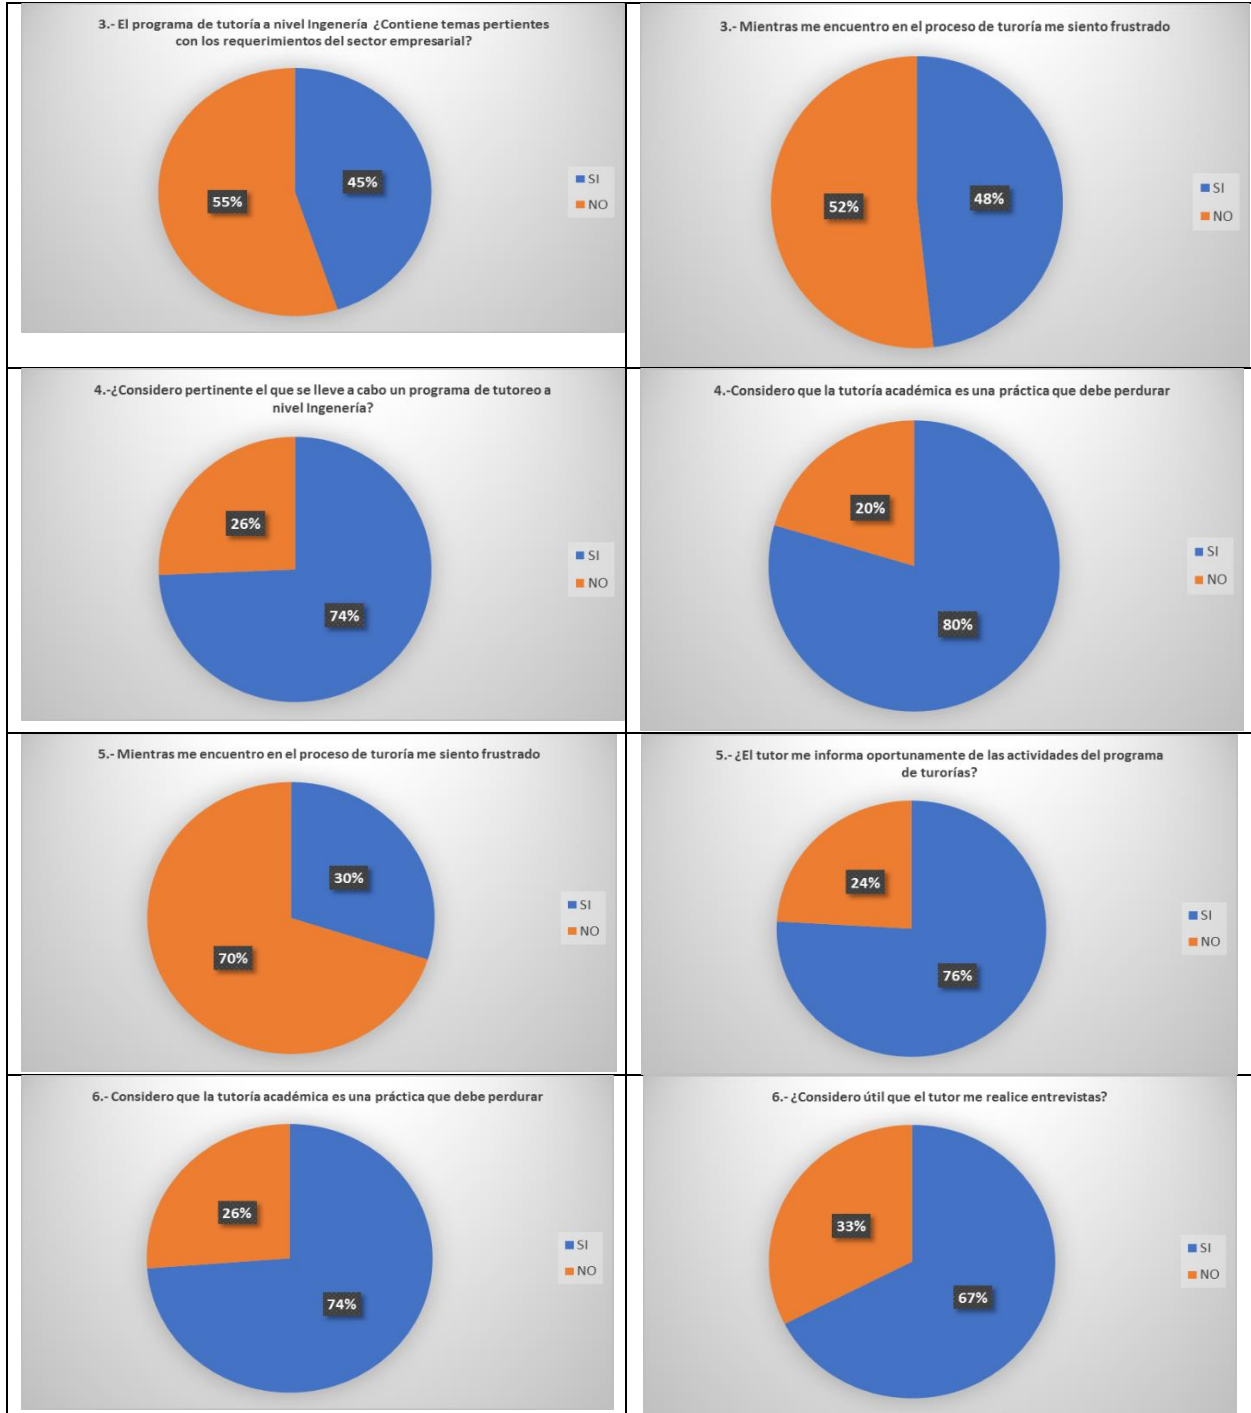 3.- El programa de tutoría a nivel Ingenería ¿Contiene temas pertientes
con los requerimientos del sector empresarial?
45%
55%
SI
NO
3.- Mientras me encuentro en el proceso de turoría me siento frustrado
48%
52%
SI
NO
4.-¿Considero pertinente el que se lleve a cabo un programa de tutoreo a
nivel Ingenería?
26%
74%
SI
NO
4.-Considero que la tutoría académica es una práctica que debe perdurar
20%
80%
SI
NO
5.- Mientras me encuentro en el proceso de turoría me siento frustrado
30%
70%
SI
NO
5.- ¿El tutor me informa oportunamente de las actividades del programa
de turorías?
24%
76%
SI
NO
6.- Considero que la tutoría académica es una práctica que debe perdurar
26%
74%
SI
NO
6.- ¿Considero útil que el tutor me realice entrevistas?
33%
67%
SI
NO